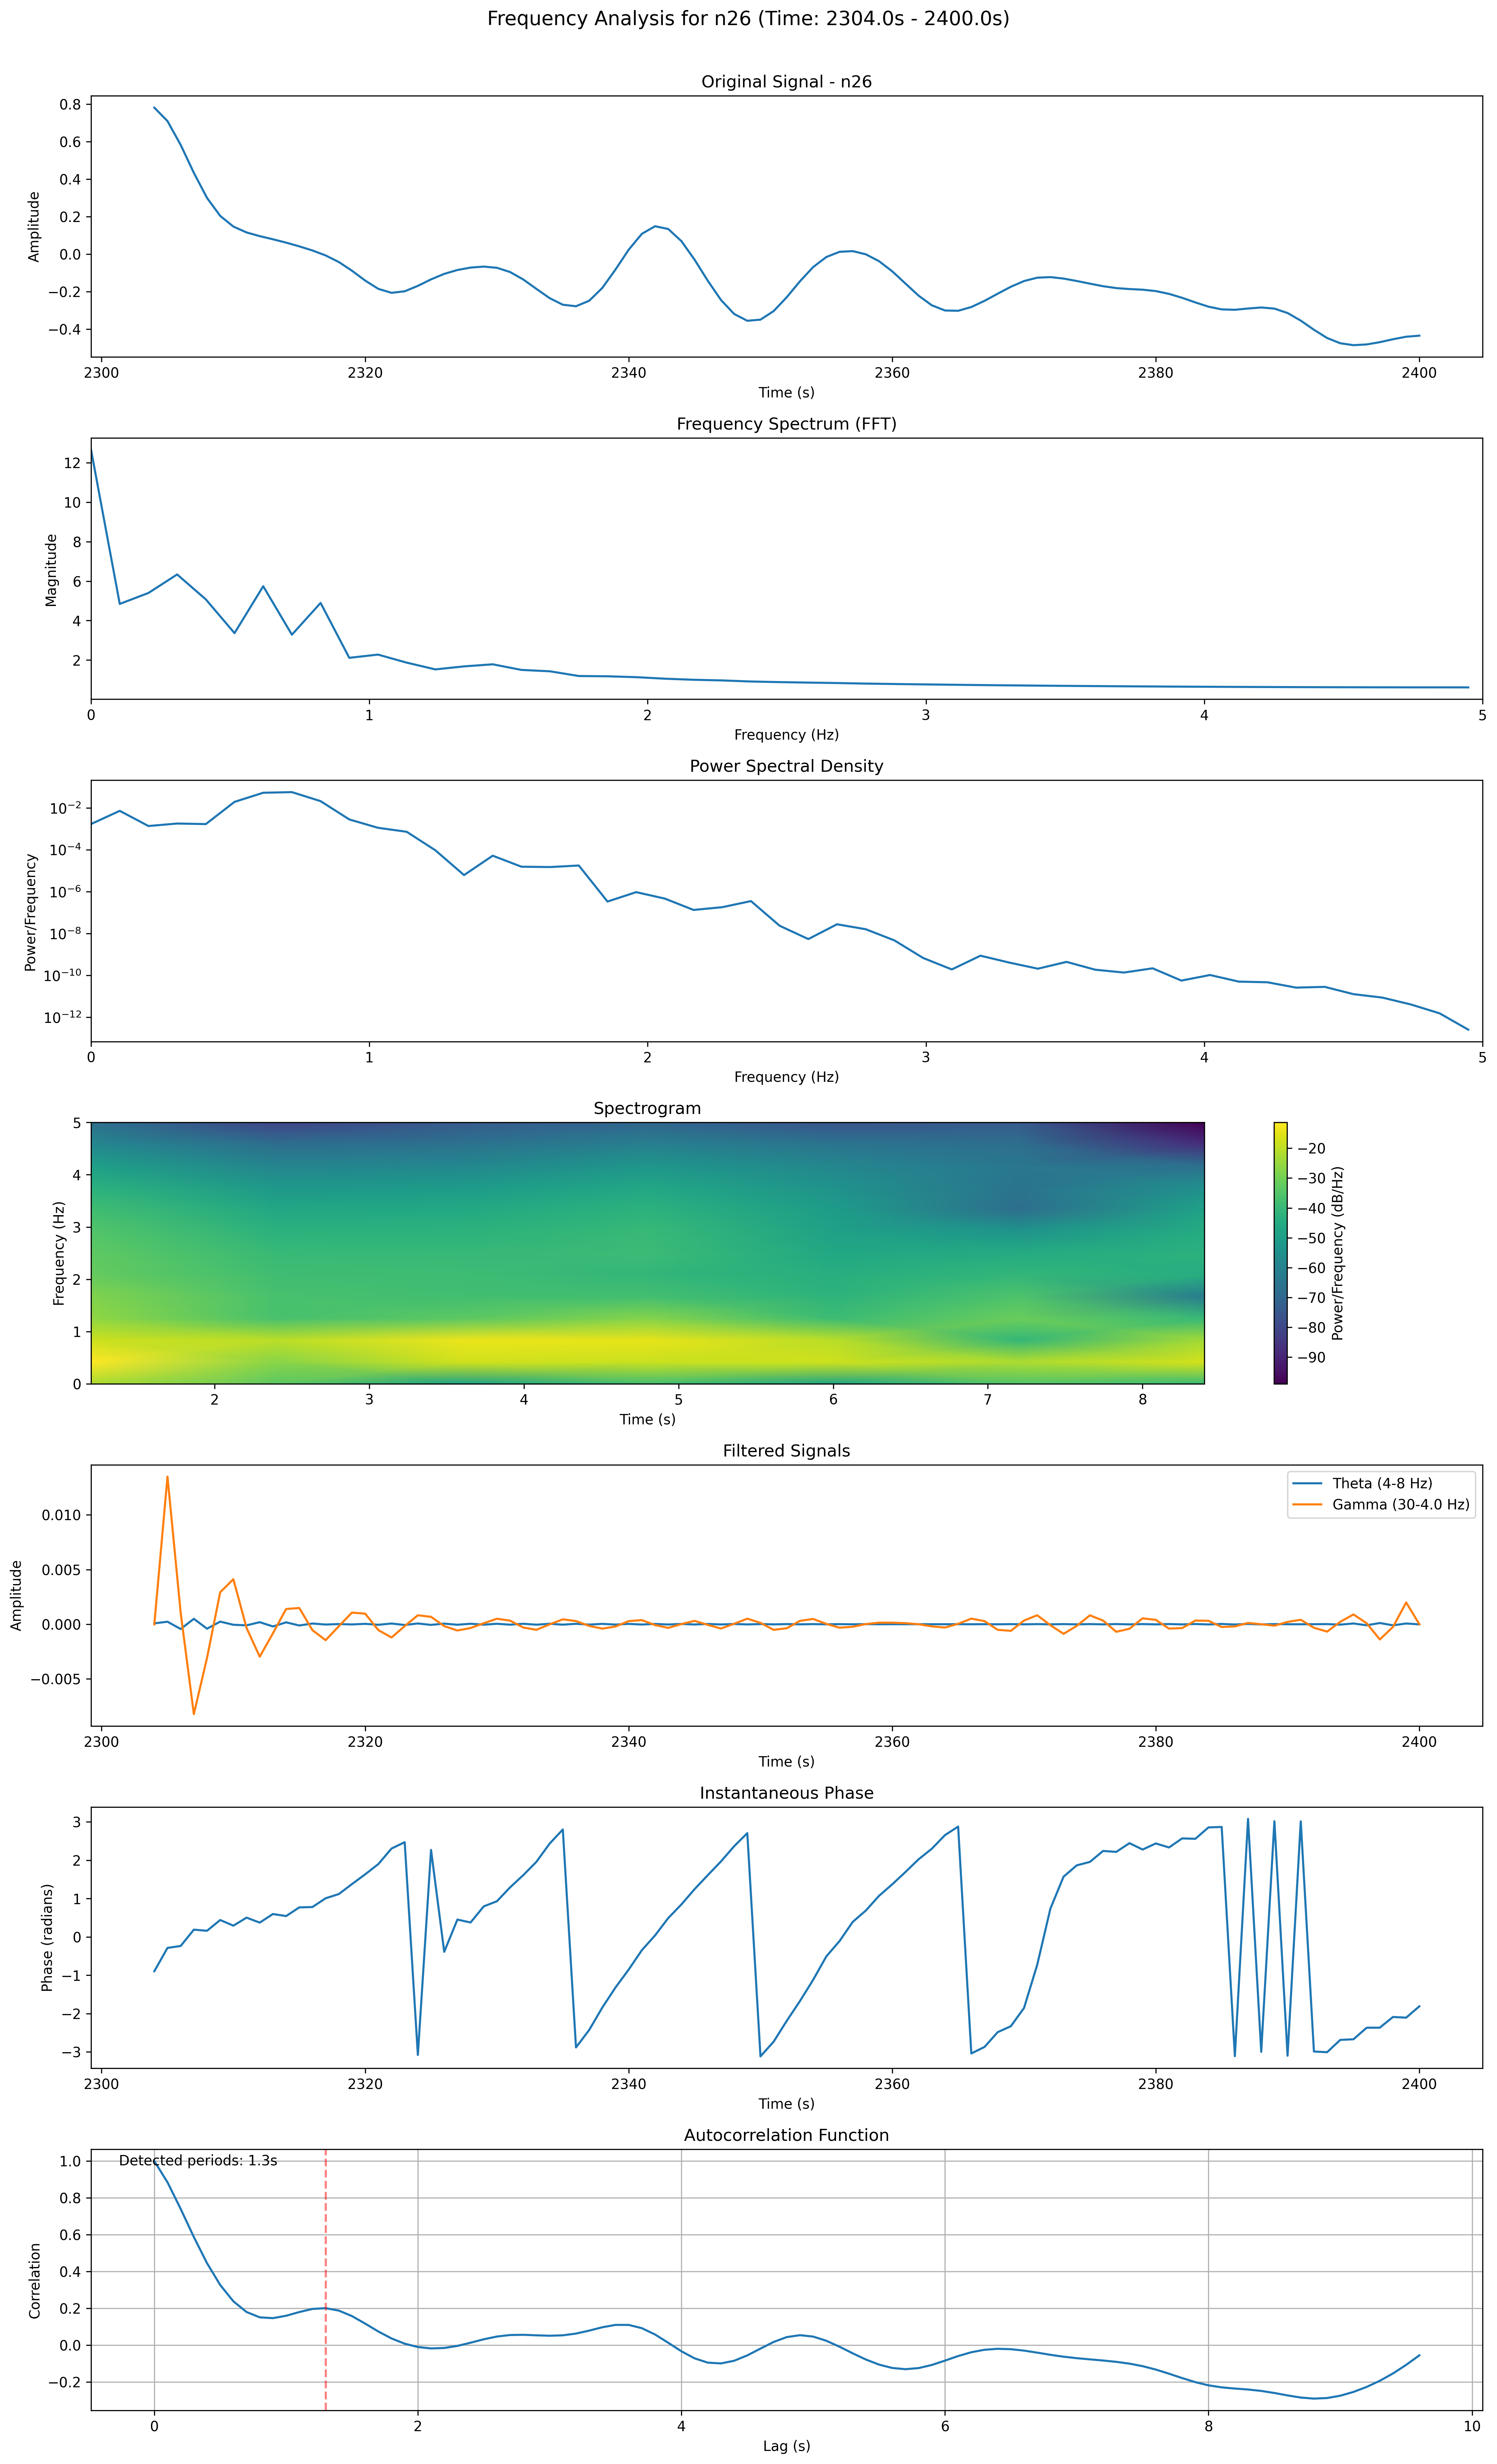 Frequency Analysis for n26 (Time: 2304.0s - 2400.0s)
Original Signal - n26
0.8
0.6
0.4
0.2
0.0
−0.2
−0.4
Amplitude
2300 2320 2340 2360 2380 2400
Time (s)
Frequency Spectrum (FFT)
12
10
8
6
4
2
Magnitude
0 1 2 3 4 5
Frequency (Hz)
Power Spectral Density
10⁻²
10⁻⁴
10⁻⁶
10⁻⁸
10⁻¹⁰
10⁻¹²
Power/Frequency
0 1 2 3 4 5
Frequency (Hz)
Spectrogram
5
4
3
2
1
0
Frequency (Hz)
2 3 4 5 6 7 8
Time (s)
−20
−30
−40
−50
−60
−70
−80
−90
Power/Frequency (dB/Hz)
Filtered Signals
Theta (4-8 Hz)
Gamma (30-4.0 Hz)
0.010
0.005
0.000
−0.005
Amplitude
2300 2320 2340 2360 2380 2400
Time (s)
Instantaneous Phase
3
2
1
0
−1
−2
−3
Phase (radians)
2300 2320 2340 2360 2380 2400
Time (s)
Autocorrelation Function
Detected periods: 1.3s
1.0
0.8
0.6
0.4
0.2
0.0
−0.2
Correlation
0 2 4 6 8 10
Lag (s)